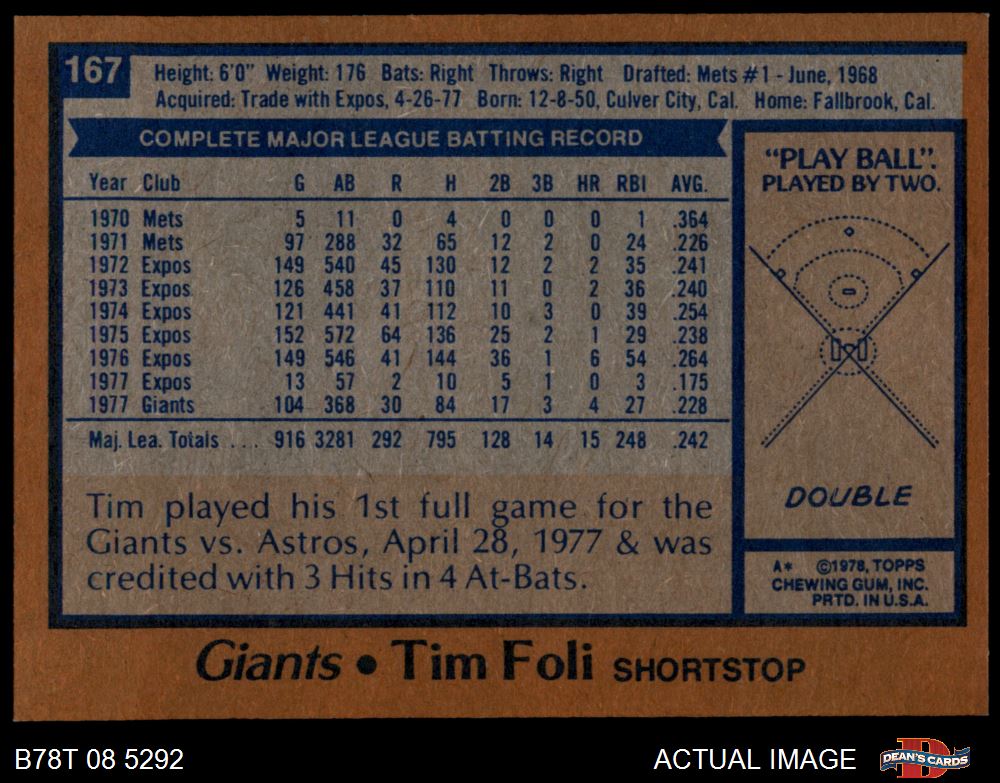 167
Height: 6'0" Weight: 176 Bats: Right Throws: Right Drafted: Mets #1 - June, 1968
Acquired: Trade with Expos, 4-26-77 Born: 12-8-50, Culver City, Cal. Home: Fallbrook, Cal.
COMPLETE MAJOR LEAGUE BATTING RECORD
Year Club G AB R H 2B 3B HR RBI AVG.
1970 Mets 5 11 0 4 0 0 0 1 .364
1971 Mets 97 288 32 65 12 2 0 24 .226
1972 Expos 149 540 45 130 12 2 2 35 .241
1973 Expos 126 458 37 110 11 0 2 36 .240
1974 Expos 121 441 41 112 10 3 0 39 .254
1975 Expos 152 572 64 136 25 2 1 29 .238
1976 Expos 149 546 41 144 36 1 6 54 .264
1977 Expos 13 57 2 10 5 1 0 3 .175
1977 Giants 104 368 30 84 17 3 4 27 .228
Maj. Lea. Totals . . . 916 3281 292 795 128 14 15 248 .242
Tim played his 1st full game for the
Giants vs. Astros, April 28, 1977 & was
credited with 3 Hits in 4 At-Bats.
"PLAY BALL".
PLAYED BY TWO.
DOUBLE
A* ©1978, TOPPS
CHEWING GUM, INC.
PRTD. IN U.S.A.
Giants • Tim Foli SHORTSTOP
B78T 08 5292
ACTUAL IMAGE
D
DEAN'S CARDS